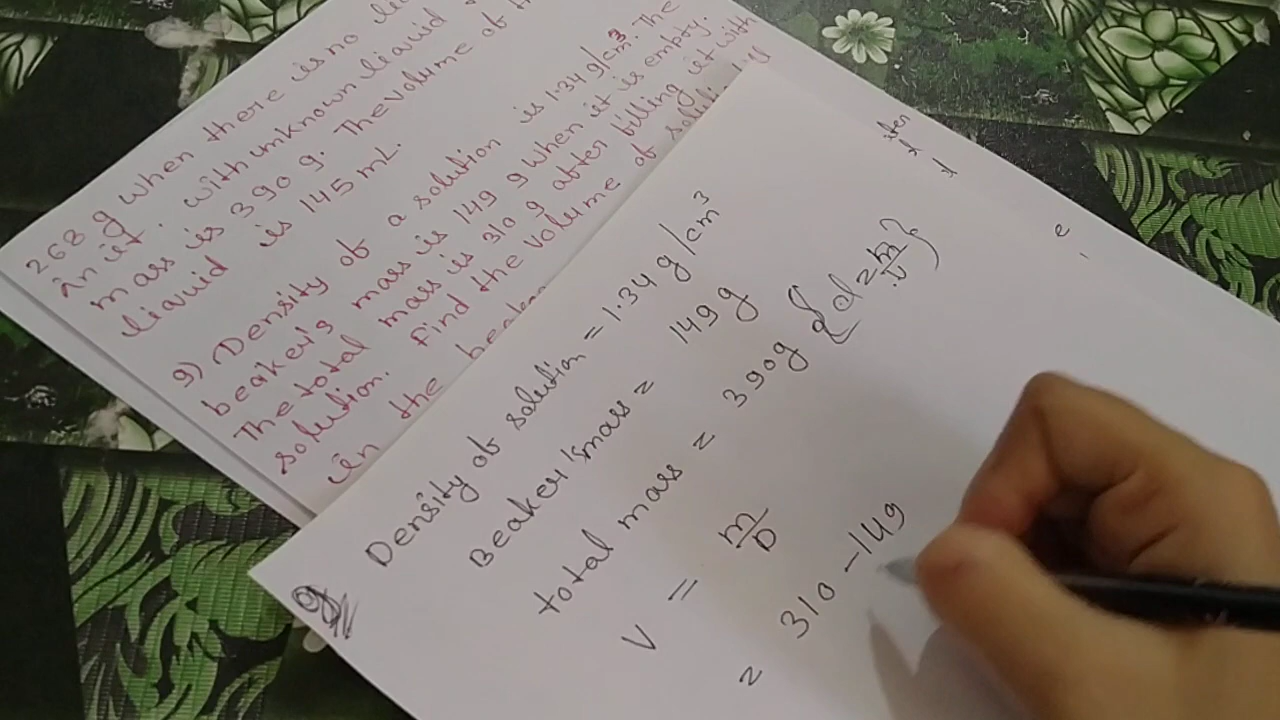 268 g when there is no
in it. with unknown liquid
mass is 390 g. The volume of
liquid is 145 mL.
9) Density of a solution is 1.34 g/cm³. The
beaker's mass is 149 g when it is empty.
The total mass is 310 g after filling it with
solution. Find the volume of
in the
9)
Density of solution = 1.34 g/cm³
Beaker's mass = 149 g
total mass = 390g {d=m/v}
V = m/D
= 310 - 149